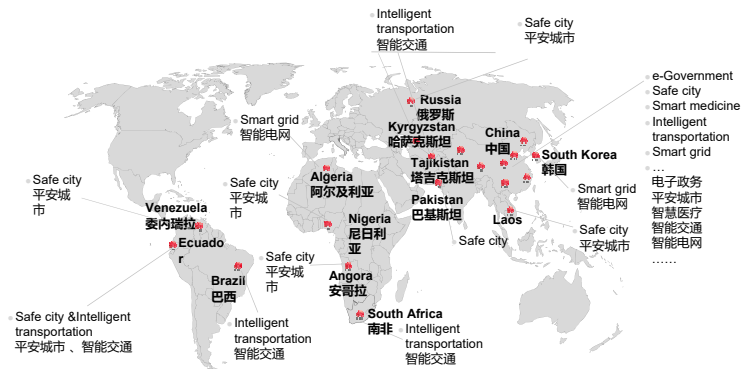 Intelligent
transportation
智能交通
Safe city
平安城市
e-Government
Safe city
Smart medicine
Intelligent
transportation
Smart grid
…
电子政务
平安城市
智慧医疗
智能交通
智能电网
……
Russia
俄罗斯
Kyrgyzstan
哈萨克斯坦
China
中国
Smart grid
智能电网
South Korea
韩国
Tajikistan
塔吉克斯坦
Algeria
阿尔及利亚
Safe city
平安城
市
Safe city
平安城
市
Smart grid
智能电网
Pakistan
巴基斯坦
Venezuela
委内瑞拉
Nigeria
尼日利
亚
Laos
Safe city
平安城市
Safe city
Ecuado
r
Safe city
平安城
市
Angora
安哥拉
Brazil
巴西
South Africa
南非
Safe city &Intelligent
transportation
平安城市 、智能交通
Intelligent
transportation
智能交通
Intelligent
transportation
智能交通